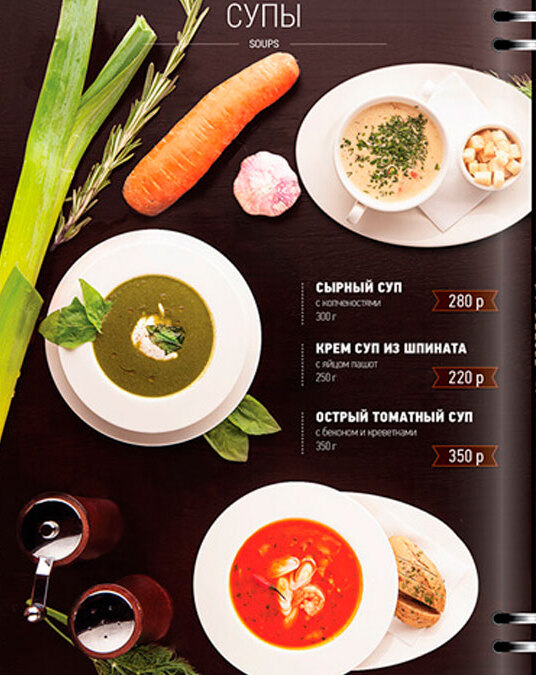 СУПЫ
SOUPS
СЫРНЫЙ СУП
с копченостями
300 г
280 р
КРЕМ СУП ИЗ ШПИНАТА
с яйцом пашот
250 г
220 р
ОСТРЫЙ ТОМАТНЫЙ СУП
с беконом и креветками
350 г
350 р